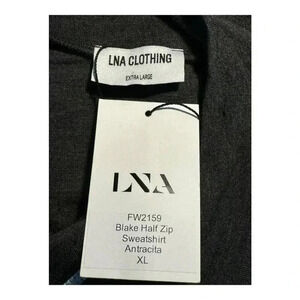 LNA CLOTHING
EXTRA LARGE
LNA
FW2159
Blake Half Zip
Sweatshirt
Antracita
XL